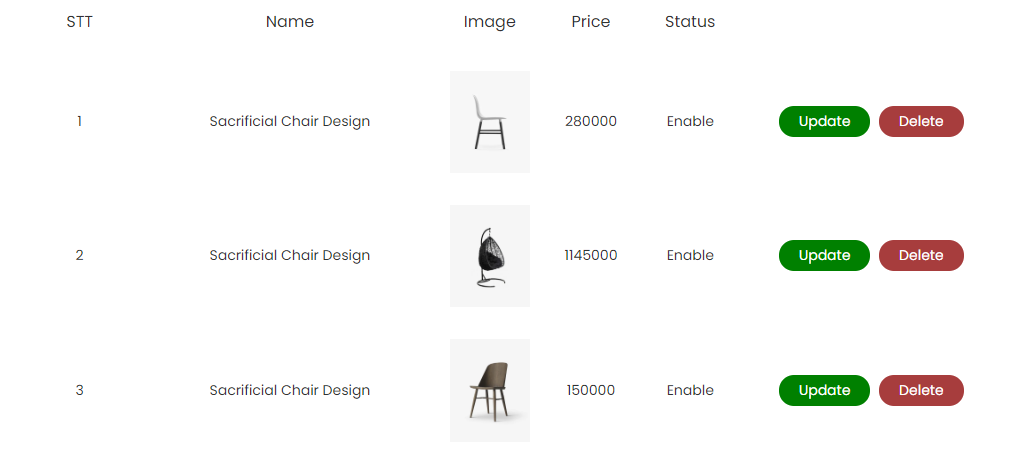 STT Name Image Price Status
1 Sacrificial Chair Design 280000 Enable Update Delete
2 Sacrificial Chair Design 1145000 Enable Update Delete
3 Sacrificial Chair Design 150000 Enable Update Delete